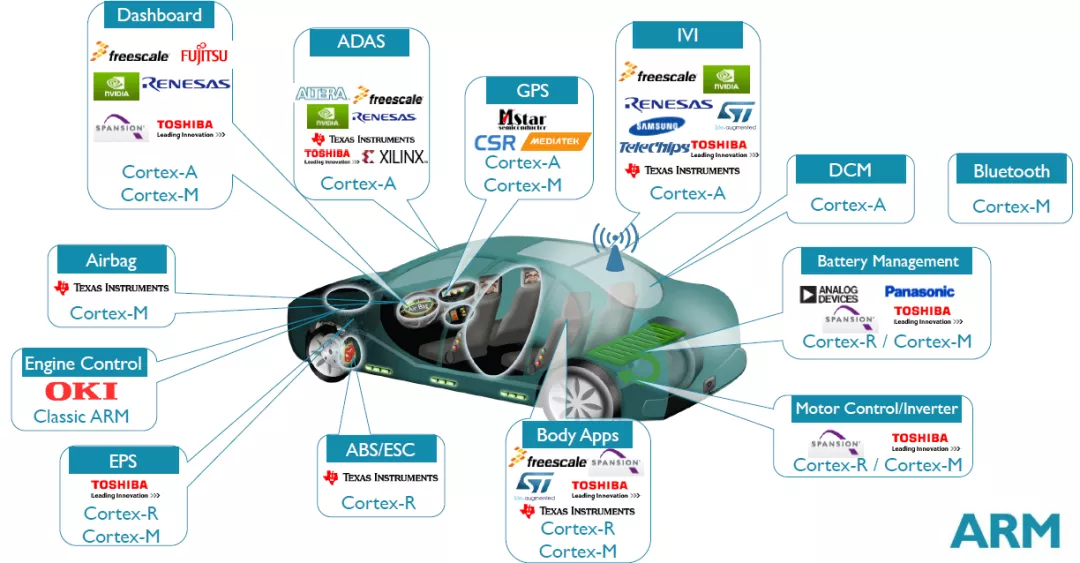 Dashboard
freescale
FUJITSU
NVIDIA
RENESAS
SPANSION
TOSHIBA
Leading Innovation >>>
Cortex-A
Cortex-M
ADAS
ALTERA
freescale
NVIDIA
RENESAS
TEXAS INSTRUMENTS
TOSHIBA
Leading Innovation >>>
XILINX
Cortex-A
GPS
MStar
semiconductor
CSR
MEDIATEK
Cortex-A
Cortex-M
IVI
freescale
NVIDIA
RENESAS
ST
life.augmented
SAMSUNG
TeleChips
TOSHIBA
Leading Innovation >>>
TEXAS INSTRUMENTS
Cortex-A
DCM
Cortex-A
Bluetooth
Cortex-M
Airbag
TEXAS INSTRUMENTS
Cortex-M
Battery Management
ANALOG
DEVICES
Panasonic
SPANSION
TOSHIBA
Leading Innovation >>>
Cortex-R / Cortex-M
Engine Control
OKI
Classic ARM
Motor Control/Inverter
SPANSION
TOSHIBA
Leading Innovation >>>
Cortex-R / Cortex-M
EPS
TOSHIBA
Leading Innovation >>>
Cortex-R
Cortex-M
ABS/ESC
TEXAS INSTRUMENTS
Cortex-R
Body Apps
freescale
SPANSION
ST
life.augmented
TOSHIBA
Leading Innovation >>>
TEXAS INSTRUMENTS
Cortex-R
Cortex-M
ARM